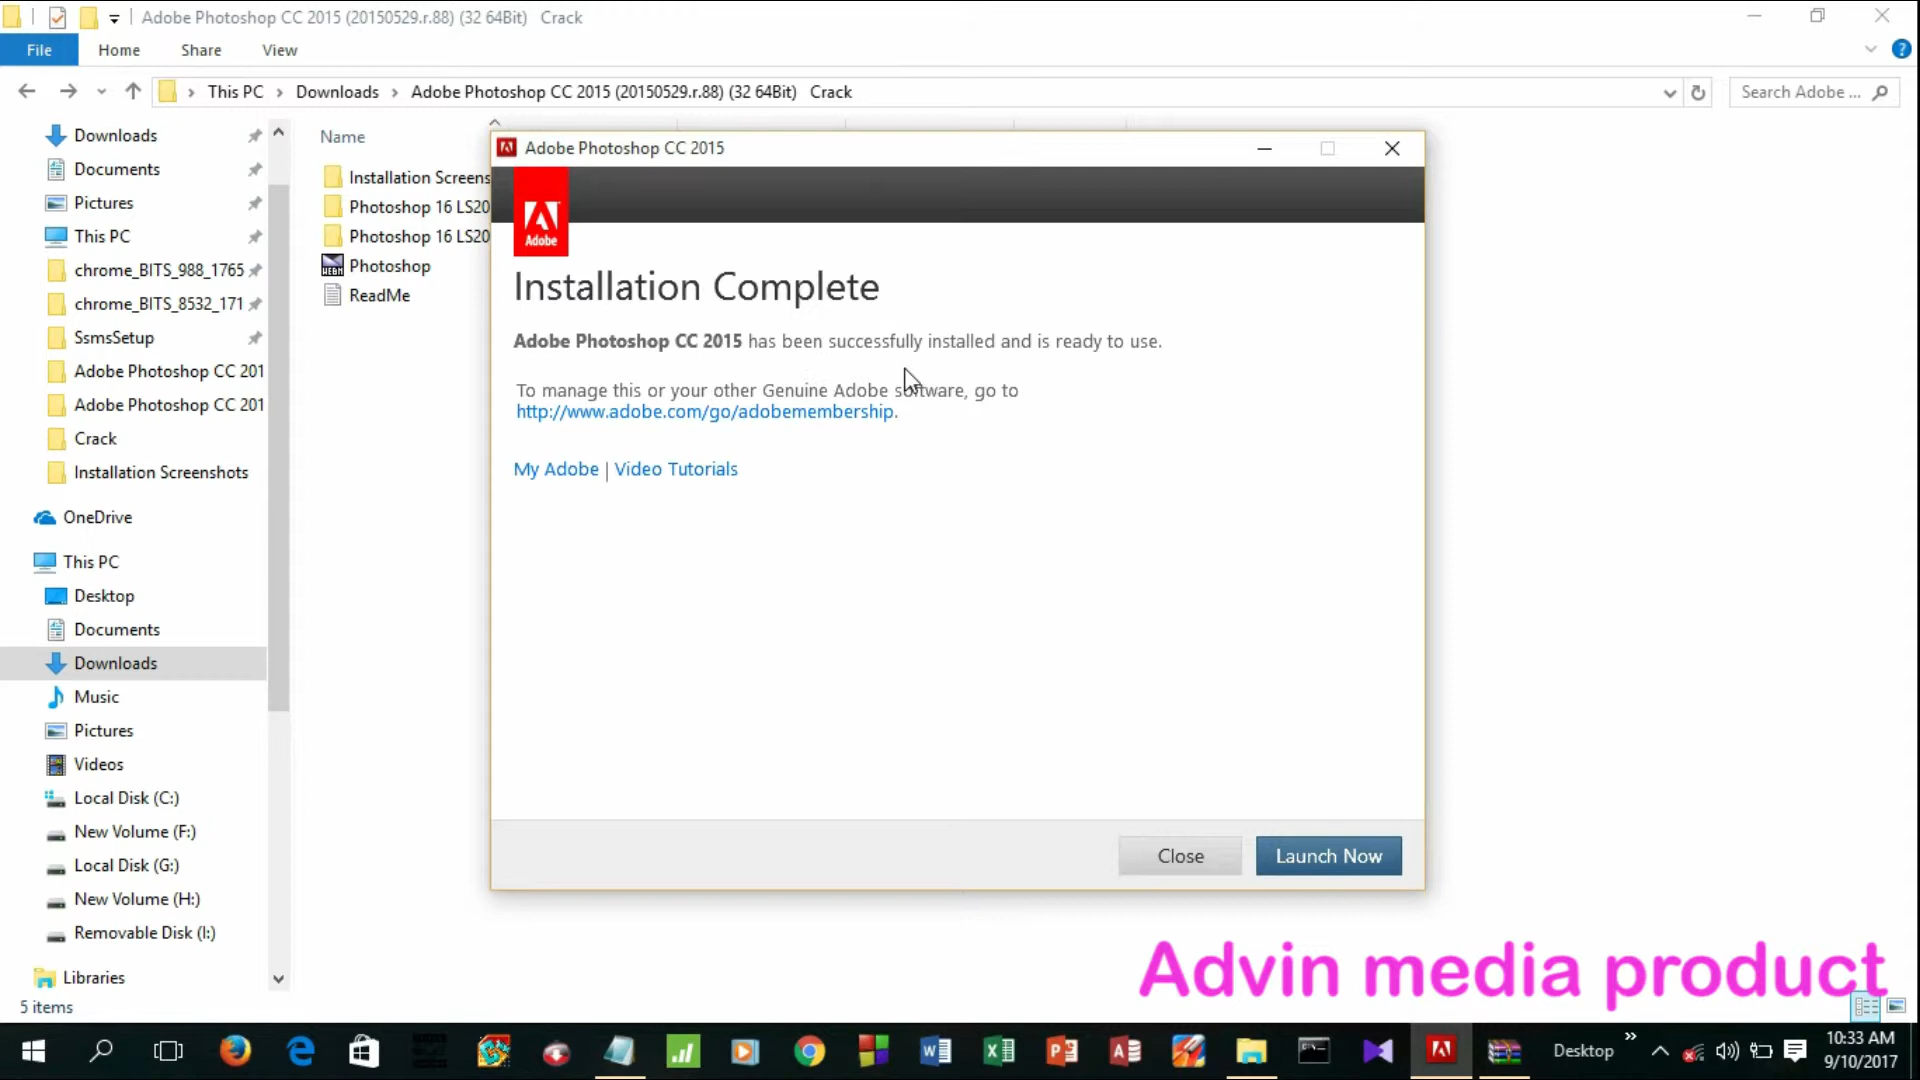 Adobe Photoshop CC 2015 (20150529.r.88) (32 64Bit)   Crack
File Home Share View
This PC Downloads Adobe Photoshop CC 2015 (20150529.r.88) (32 64Bit)   Crack
Search Adobe ...
Downloads
Documents
Pictures
This PC
chrome_BITS_988_1765
chrome_BITS_8532_171
SsmsSetup
Adobe Photoshop CC 201
Adobe Photoshop CC 201
Crack
Installation Screenshots
OneDrive
This PC
Desktop
Documents
Downloads
Music
Pictures
Videos
Local Disk (C:)
New Volume (F:)
Local Disk (G:)
New Volume (H:)
Removable Disk (I:)
Libraries
5 items
Name
Installation Screens
Photoshop 16 LS20
Photoshop 16 LS20
Photoshop
ReadMe
Adobe Photoshop CC 2015
Adobe
Installation Complete
Adobe Photoshop CC 2015 has been successfully installed and is ready to use.
To manage this or your other Genuine Adobe software, go to
http://www.adobe.com/go/adobemembership.
My Adobe | Video Tutorials
Close
Launch Now
Advin media product
Desktop
10:33 AM
9/10/2017